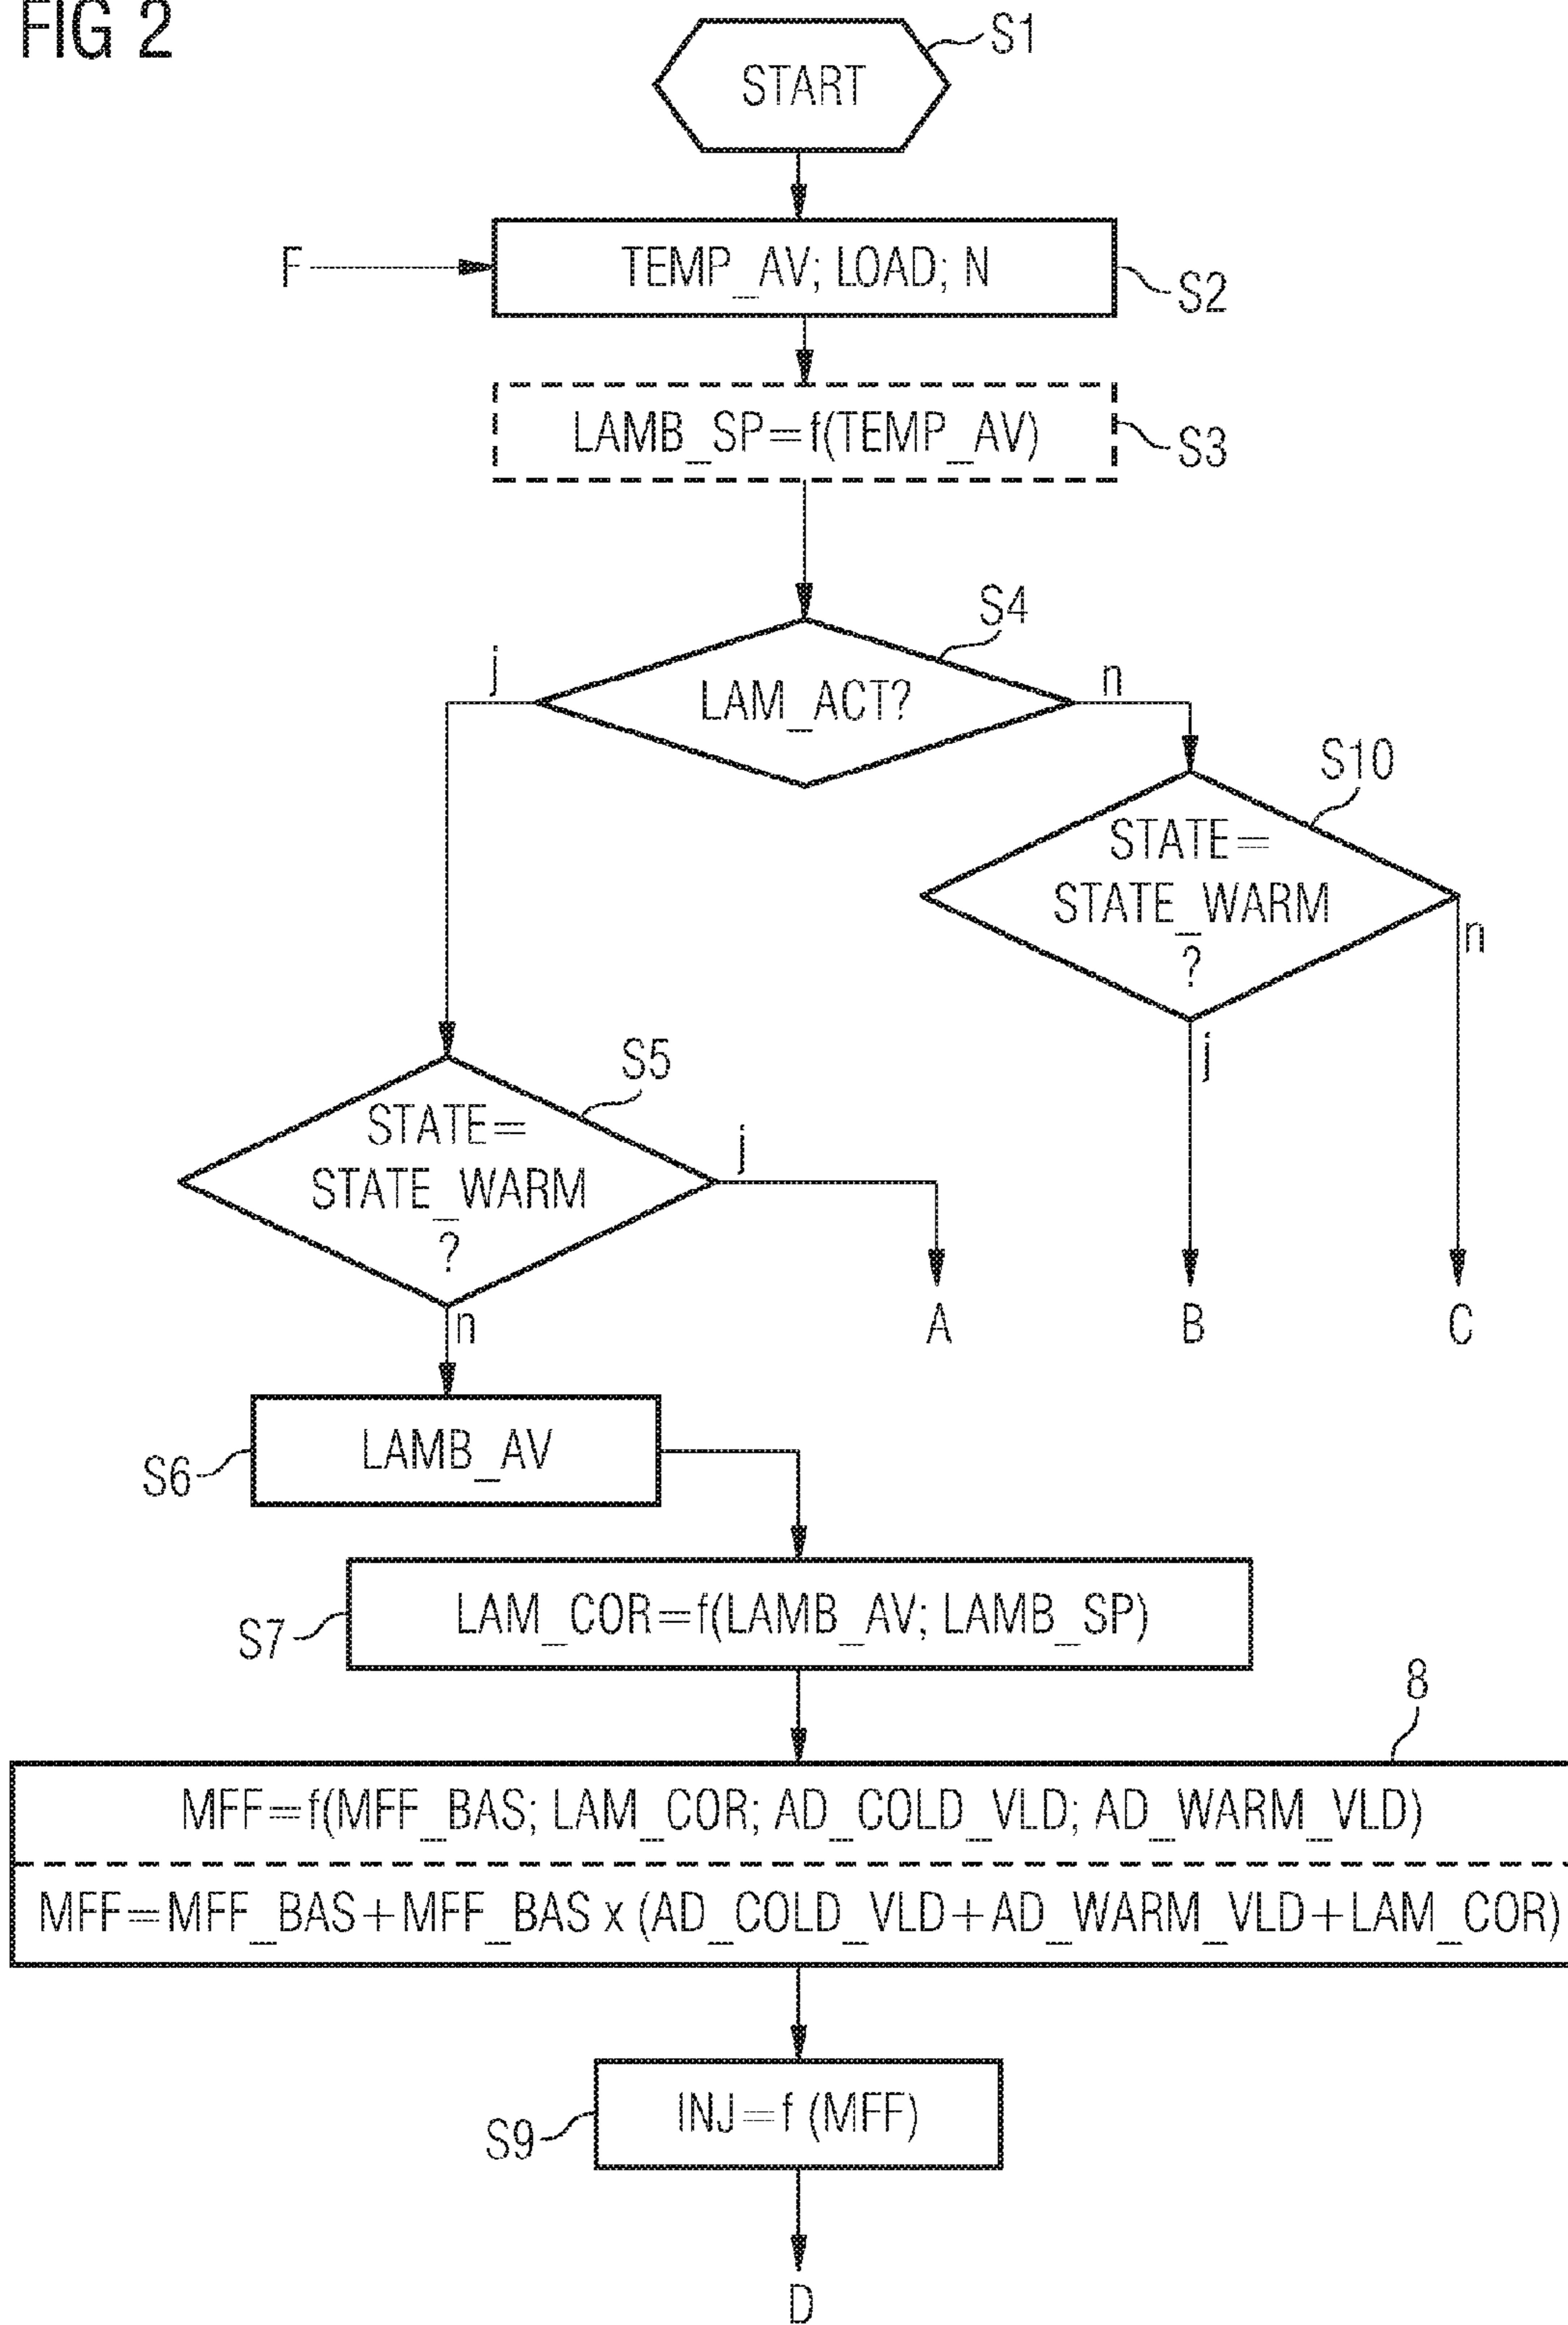 FIG 2
S1
START
F
TEMP_AV; LOAD; N
S2
LAMB_SP=f(TEMP_AV)
S3
S4
j
LAM_ACT?
n
S10
STATE=
STATE_WARM
?
n
j
S5
STATE=
STATE_WARM
?
j
n
A
B
C
LAMB_AV
S6
LAM_COR=f(LAMB_AV; LAMB_SP)
S7
8
MFF=f(MFF_BAS; LAM_COR; AD_COLD_VLD; AD_WARM_VLD)
MFF=MFF_BAS+MFF_BAS x (AD_COLD_VLD+AD_WARM_VLD+LAM_COR)
INJ=f (MFF)
S9
D